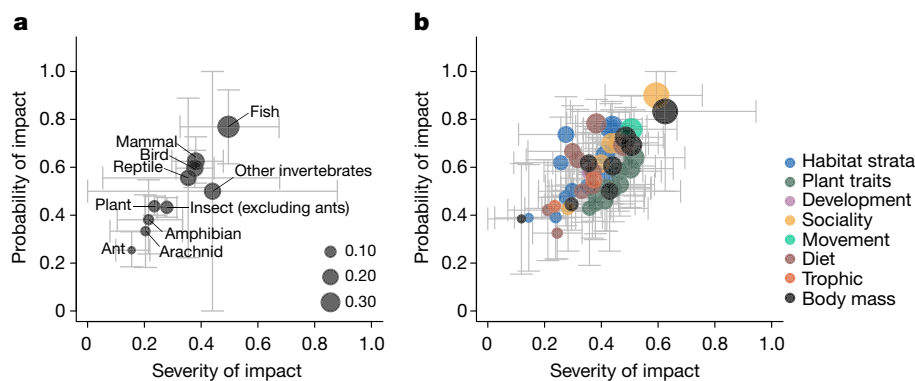 a
Probability of impact
1.0
0.8
0.6
0.4
0.2
0
0
0.2
0.4
0.6
0.8
1.0
Severity of impact
Fish
Mammal
Bird
Reptile
Other invertebrates
Plant
Insect (excluding ants)
Amphibian
Ant
Arachnid
0.10
0.20
0.30
b
Probability of impact
1.0
0.8
0.6
0.4
0.2
0
0
0.2
0.4
0.6
0.8
1.0
Severity of impact
Habitat strata
Plant traits
Development
Sociality
Movement
Diet
Trophic
Body mass